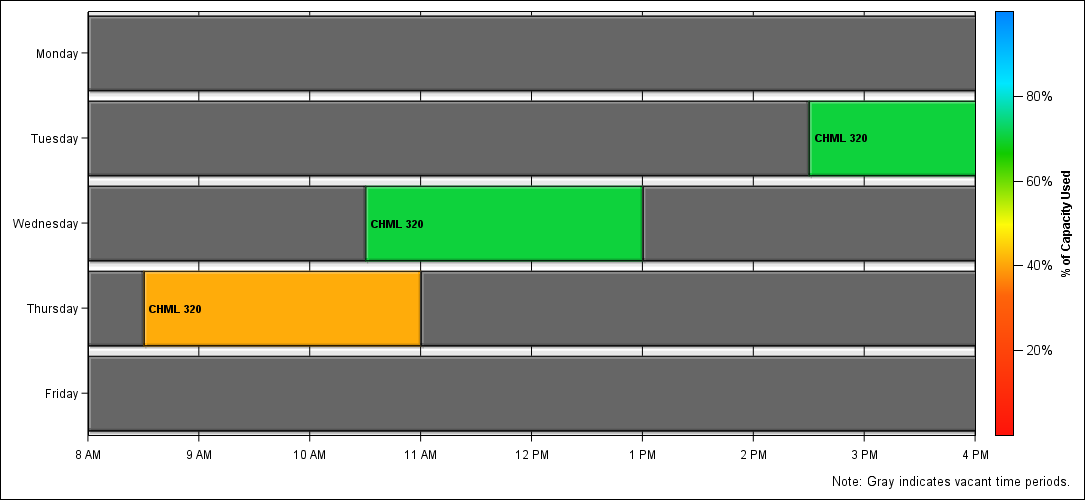 Monday
Tuesday
Wednesday
Thursday
Friday
CHML 320
CHML 320
CHML 320
8 AM
9 AM
10 AM
11 AM
12 PM
1 PM
2 PM
3 PM
4 PM
80%
60%
40%
20%
% of Capacity Used
Note: Gray indicates vacant time periods.